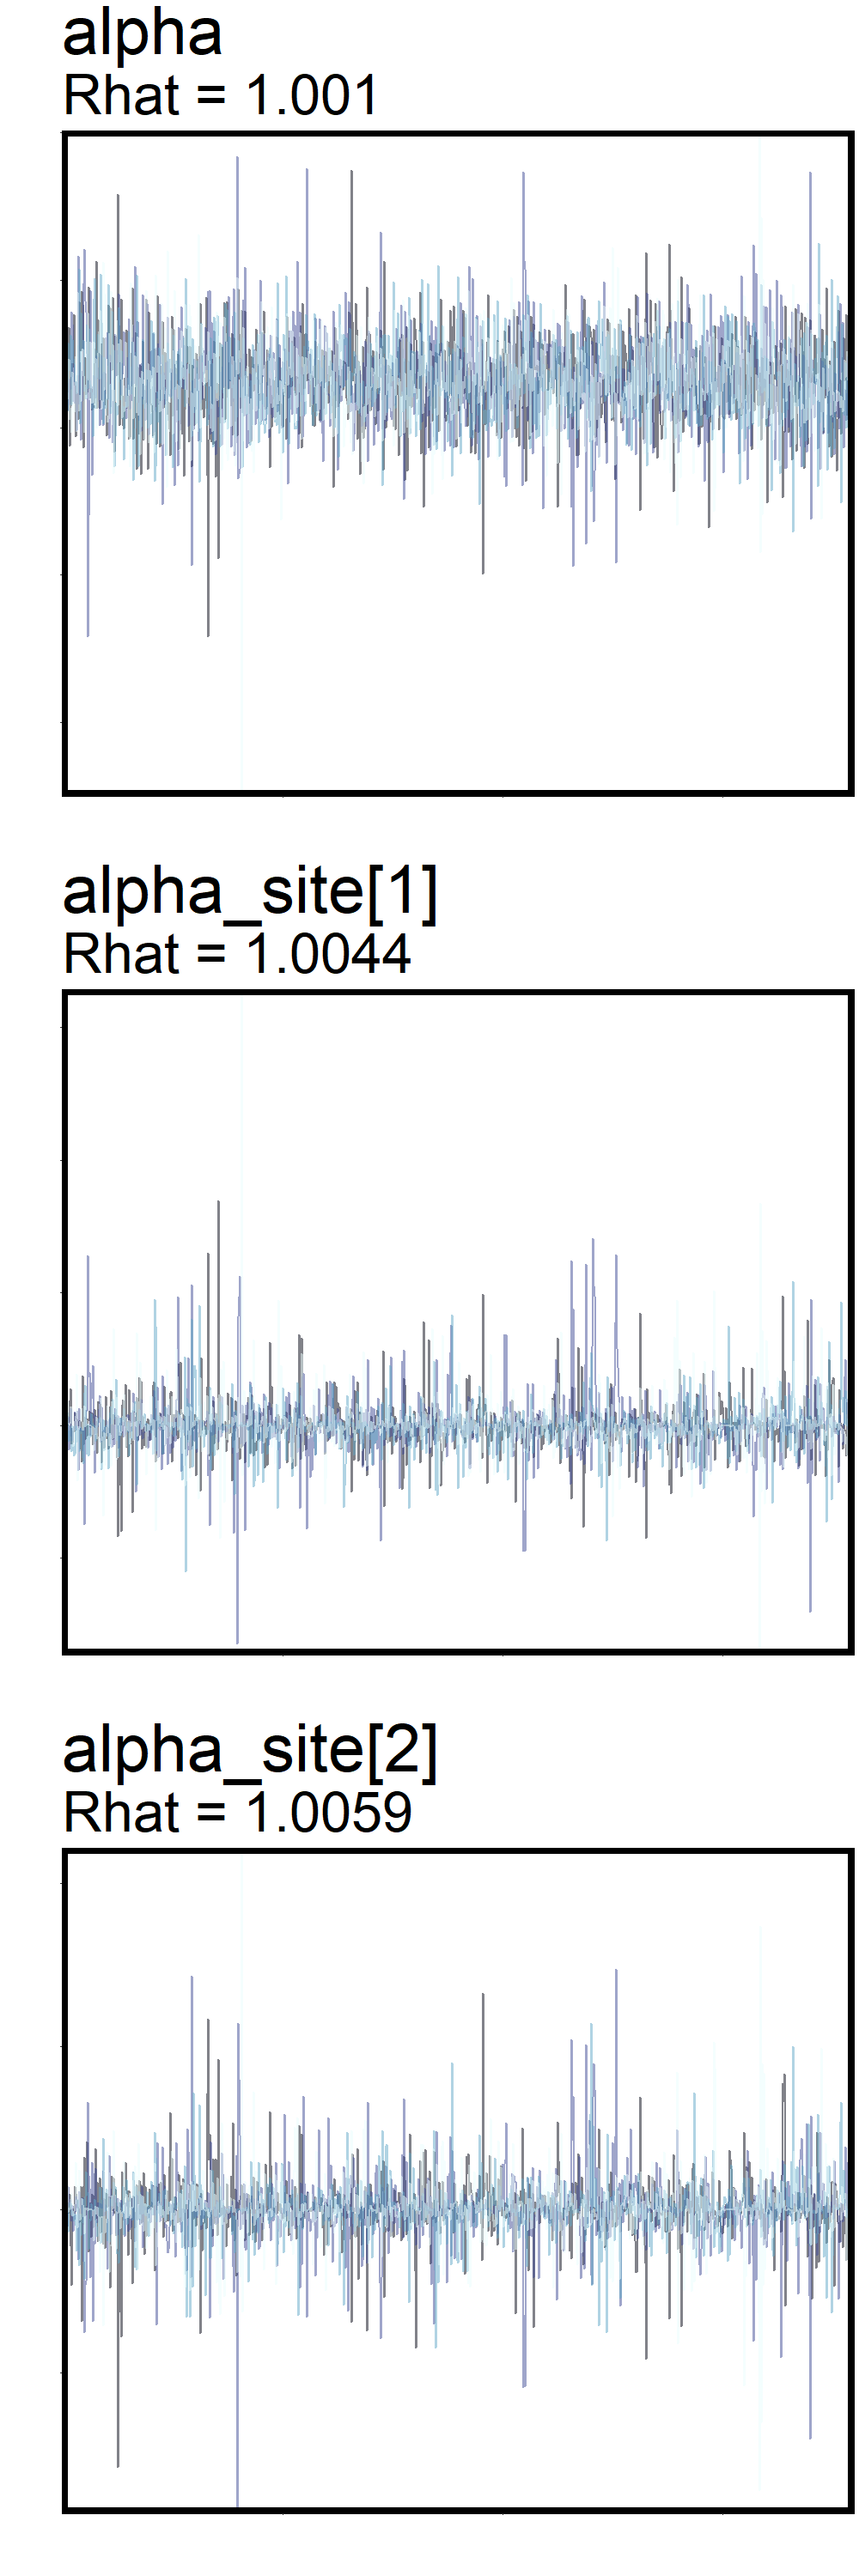 alpha
Rhat = 1.001
alpha_site[1]
Rhat = 1.0044
alpha_site[2]
Rhat = 1.0059